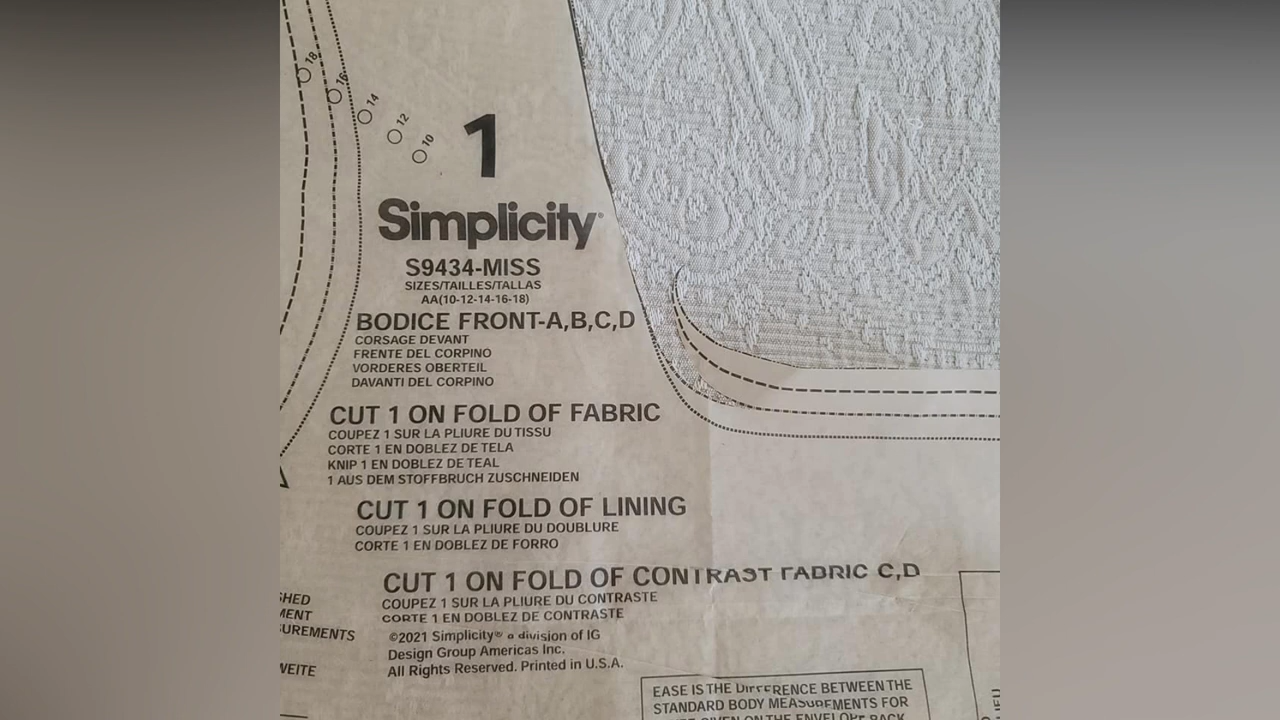 18
16
14
12
10
1
Simplicity®
S9434-MISS
SIZES/TAILLES/TALLAS
AA(10-12-14-16-18)
BODICE FRONT-A,B,C,D
CORSAGE DEVANT
FRENTE DEL CORPINO
VORDERES OBERTEIL
DAVANTI DEL CORPINO
CUT 1 ON FOLD OF FABRIC
COUPEZ 1 SUR LA PLIURE DU TISSU
CORTE 1 EN DOBLEZ DE TELA
KNIP 1 EN DOBLEZ DE TEAL
1 AUS DEM STOFFBRUCH ZUSCHNEIDEN
CUT 1 ON FOLD OF LINING
COUPEZ 1 SUR LA PLIURE DU DOUBLURE
CORTE 1 EN DOBLEZ DE FORRO
CUT 1 ON FOLD OF CONTRAST FABRIC C,D
COUPEZ 1 SUR LA PLIURE DU CONTRASTE
CORTE 1 EN DOBLEZ DE CONTRASTE
©2021 Simplicity® a division of IG
Design Group Americas Inc.
All Rights Reserved. Printed in U.S.A.
SHED
MENT
SUREMENTS
WEITE
EASE IS THE DIFFERENCE BETWEEN THE
STANDARD BODY MEASUREMENTS FOR
GIVEN ON THE ENVELOPE BACK